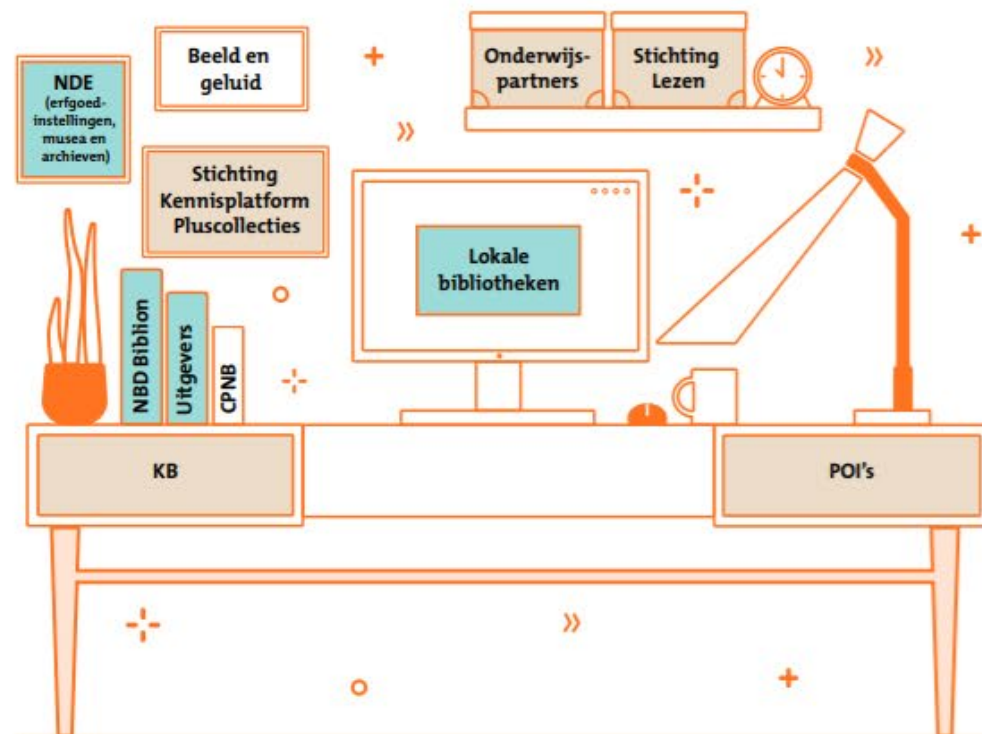 NDE
(erfgoed-
instellingen,
musea en
archieven)
Beeld en
geluid
Stichting
Kennisplatform
Pluscollecties
Onderwijs-
partners
Stichting
Lezen
Lokale
bibliotheken
NBD Biblion
Uitgevers
CPNB
KB
POI's